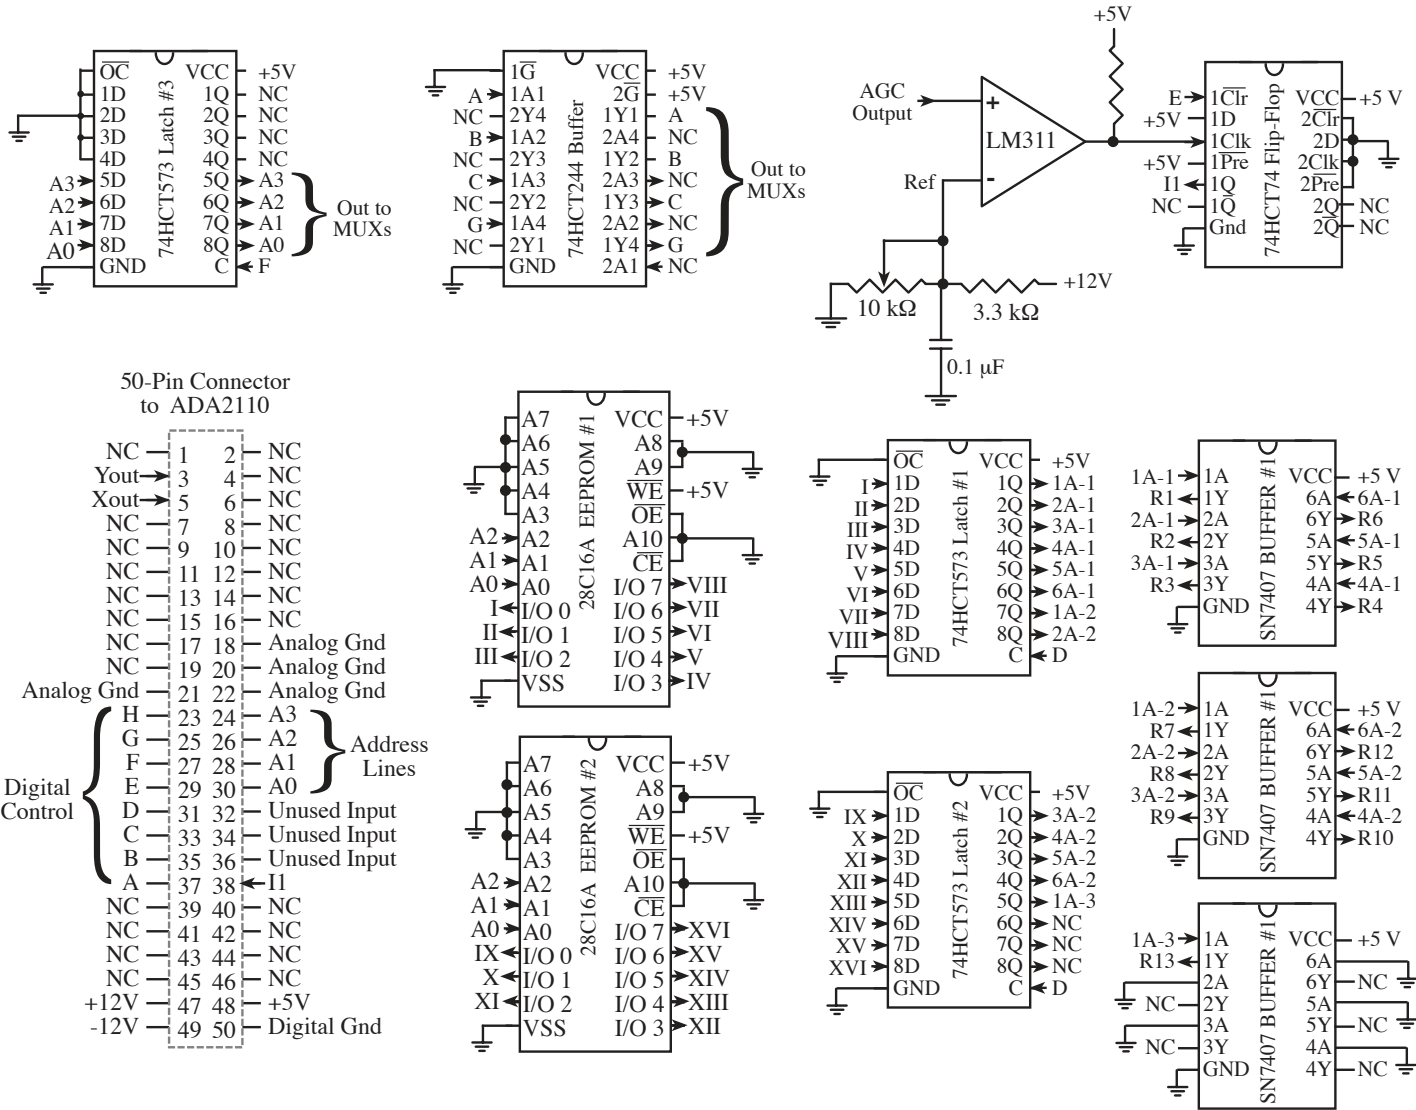 +5V
OC VCC +5V
1D 1Q NC
2D 2Q NC
3D 3Q NC
4D 4Q NC
A3 5D 5Q A3
A2 6D 6Q A2
A1 7D 7Q A1
A0 8D 8Q A0
GND C F
74HCT573 Latch #3
Out to
MUXs
1G VCC +5V
A 1A1 2G +5V
NC 2Y4 1Y1 A
B 1A2 2A4 NC
NC 2Y3 1Y2 B
C 1A3 2A3 NC
NC 2Y2 1Y3 C
G 1A4 2A2 NC
NC 2Y1 1Y4 G
GND 2A1 NC
74HCT244 Buffer
Out to
MUXs
AGC
Output
+
LM311
-
Ref
10 kΩ
3.3 kΩ
+12V
0.1 µF
E 1Clr VCC +5 V
+5V 1D 2Clr
1Clk 2D
+5V 1Pre 2Clk
I1 1Q 2Pre
NC 1Q 2Q NC
Gnd 2Q NC
74HCT74 Flip-Flop
50-Pin Connector
to ADA2110
NC 1 2 NC
Yout 3 4 NC
Xout 5 6 NC
NC 7 8 NC
NC 9 10 NC
NC 11 12 NC
NC 13 14 NC
NC 15 16 NC
NC 17 18 Analog Gnd
NC 19 20 Analog Gnd
Analog Gnd 21 22 Analog Gnd
H 23 24 A3
G 25 26 A2
F 27 28 A1
E 29 30 A0
D 31 32 Unused Input
C 33 34 Unused Input
B 35 36 Unused Input
A 37 38 I1
NC 39 40 NC
NC 41 42 NC
NC 43 44 NC
NC 45 46 NC
+12V 47 48 +5V
-12V 49 50 Digital Gnd
Digital
Control
Address
Lines
A7 VCC +5V
A6 A8
A5 A9
A4 WE +5V
A3 OE
A2 A2 A10
A1 A1 CE
A0 A0 I/O 7 VIII
I I/O 0 I/O 6 VII
II I/O 1 I/O 5 VI
III I/O 2 I/O 4 V
VSS I/O 3 IV
28C16A EEPROM #1
A7 VCC +5V
A6 A8
A5 A9
A4 WE +5V
A3 OE
A2 A2 A10
A1 A1 CE
A0 A0 I/O 7 XVI
IX I/O 0 I/O 6 XV
X I/O 1 I/O 5 XIV
XI I/O 2 I/O 4 XIII
VSS I/O 3 XII
28C16A EEPROM #2
OC VCC +5V
I 1D 1Q 1A-1
II 2D 2Q 2A-1
III 3D 3Q 3A-1
IV 4D 4Q 4A-1
V 5D 5Q 5A-1
VI 6D 6Q 6A-1
VII 7D 7Q 1A-2
VIII 8D 8Q 2A-2
GND C D
74HCT573 Latch #1
OC VCC +5V
IX 1D 1Q 3A-2
X 2D 2Q 4A-2
XI 3D 3Q 5A-2
XII 4D 4Q 6A-2
XIII 5D 5Q 1A-3
XIV 6D 6Q NC
XV 7D 7Q NC
XVI 8D 8Q NC
GND C D
74HCT573 Latch #2
1A-1 1A VCC +5 V
R1 1Y 6A 6A-1
2A-1 2A 6Y R6
R2 2Y 5A 5A-1
3A-1 3A 5Y R5
R3 3Y 4A 4A-1
GND 4Y R4
SN7407 BUFFER #1
1A-2 1A VCC +5 V
R7 1Y 6A 6A-2
2A-2 2A 6Y R12
R8 2Y 5A 5A-2
3A-2 3A 5Y R11
R9 3Y 4A 4A-2
GND 4Y R10
SN7407 BUFFER #1
1A-3 1A VCC +5 V
R13 1Y 6A
2A 6Y NC
NC 2Y 5A
3A 5Y NC
NC 3Y 4A
GND 4Y NC
SN7407 BUFFER #1